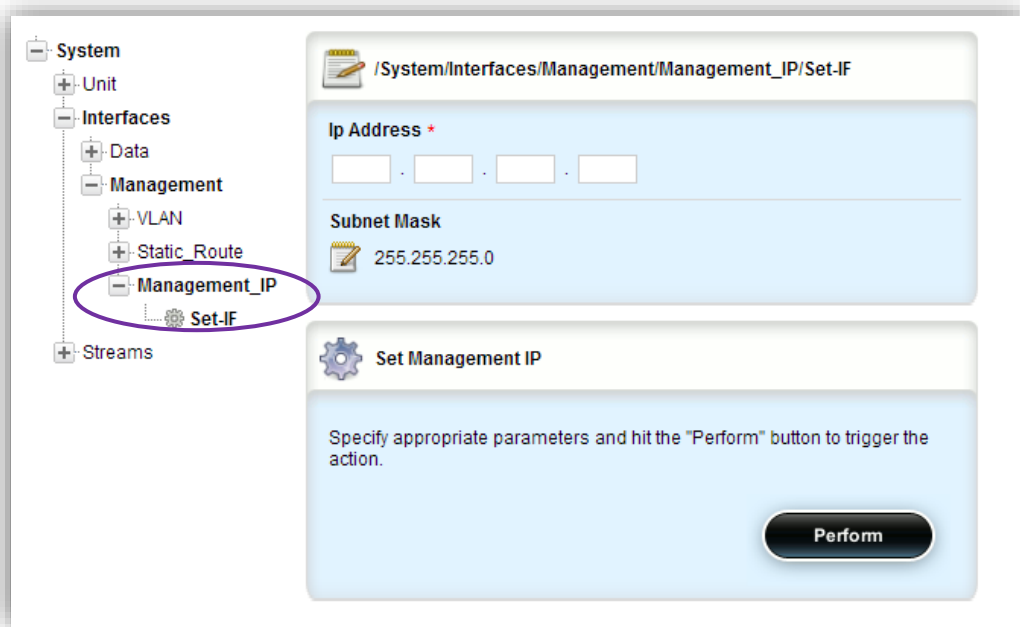 System
Unit
Interfaces
Data
Management
VLAN
Static_Route
Management_IP
Set-IF
Streams
/System/Interfaces/Management/Management_IP/Set-IF
Ip Address *
. . .
Subnet Mask
255.255.255.0
Set Management IP
Specify appropriate parameters and hit the "Perform" button to trigger the
action.
Perform